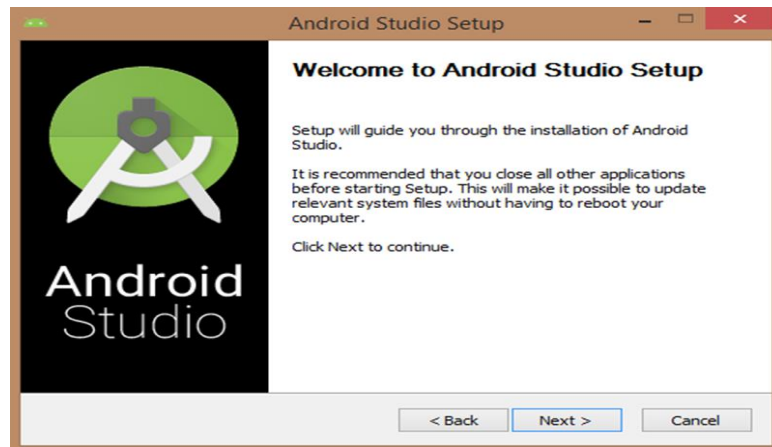 Android Studio Setup
Welcome to Android Studio Setup
Setup will guide you through the installation of Android
Studio.
It is recommended that you close all other applications
before starting Setup. This will make it possible to update
relevant system files without having to reboot your
computer.
Click Next to continue.
Android
Studio
< Back Next > Cancel